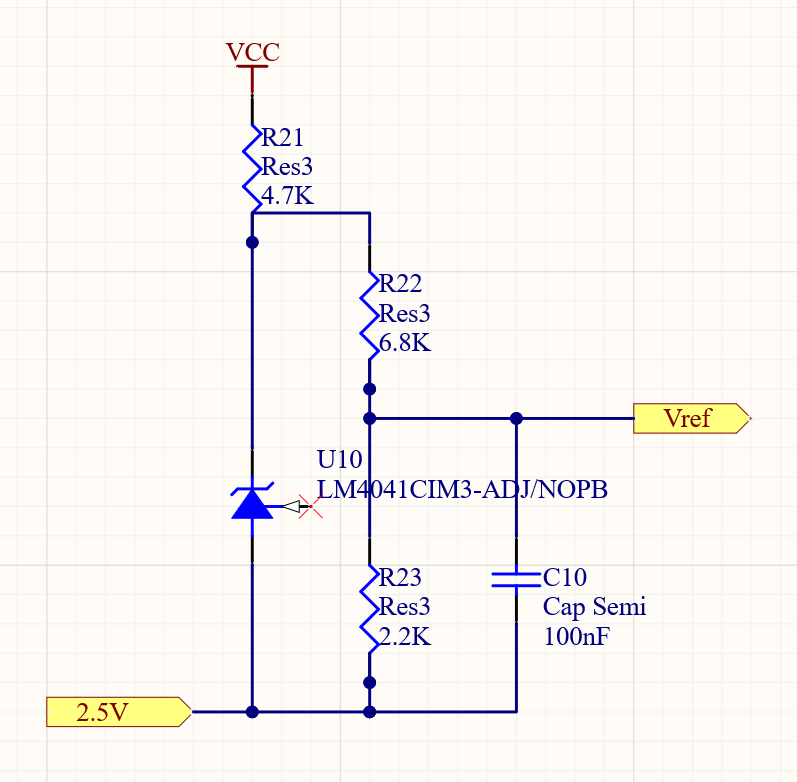 VCC
R21
Res3
4.7K
R22
Res3
6.8K
Vref
U10
LM4041CIM3-ADJ/NOPB
R23
Res3
2.2K
C10
Cap Semi
100nF
2.5V